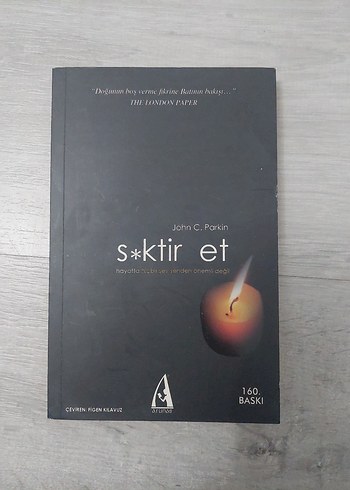 "Doğunun boş verme fikrine Batının bakışı..."
THE LONDON PAPER
John C. Parkin
s*ktir et
hayatta hiçbir şey senden önemli değil
160.
BASKI
ÇEVİREN: FİGEN KILAVUZ
arunas